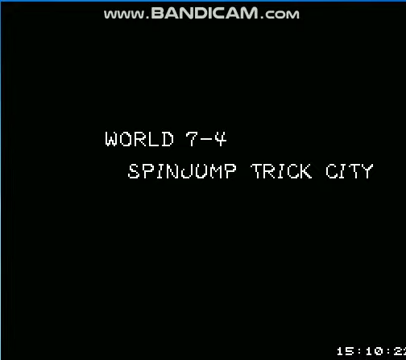 www.BANDICAM.com
WORLD 7-4
SPINJUMP TRICK CITY
15:10:2